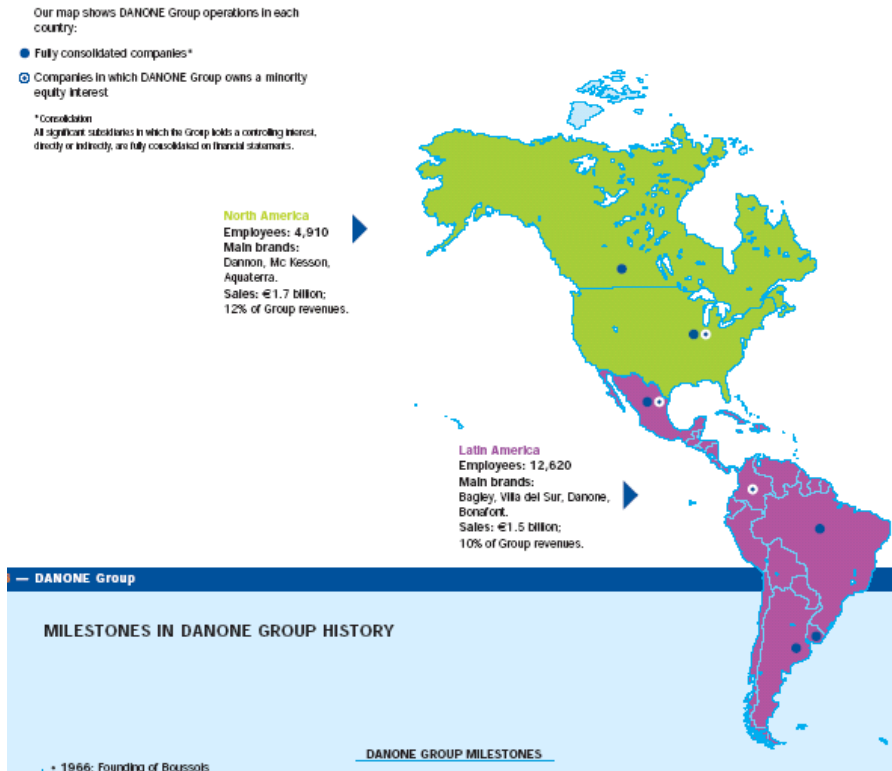 Our map shows DANONE Group operations in each
country:
Fully consolidated companies*
Companies in which DANONE Group owns a minority
equity interest
*Consolidation
All significant subsidiaries in which the Group holds a controlling interest,
directly or indirectly, are fully consolidated on financial statements.
North America
Employees: 4,910
Main brands:
Dannon, Mc Kesson,
Aquaterra.
Sales: €1.7 billion;
12% of Group revenues.
Latin America
Employees: 12,620
Main brands:
Bagley, Villa del Sur, Danone,
Bonafont.
Sales: €1.5 billion;
10% of Group revenues.
— DANONE Group
MILESTONES IN DANONE GROUP HISTORY
DANONE GROUP MILESTONES
• 1966: Founding of Boussols